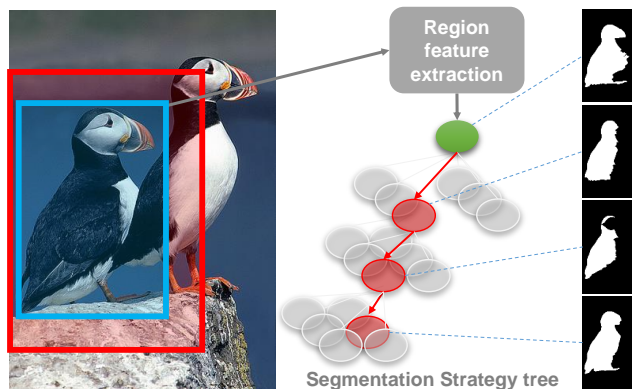 Region
feature
extraction
Segmentation Strategy tree